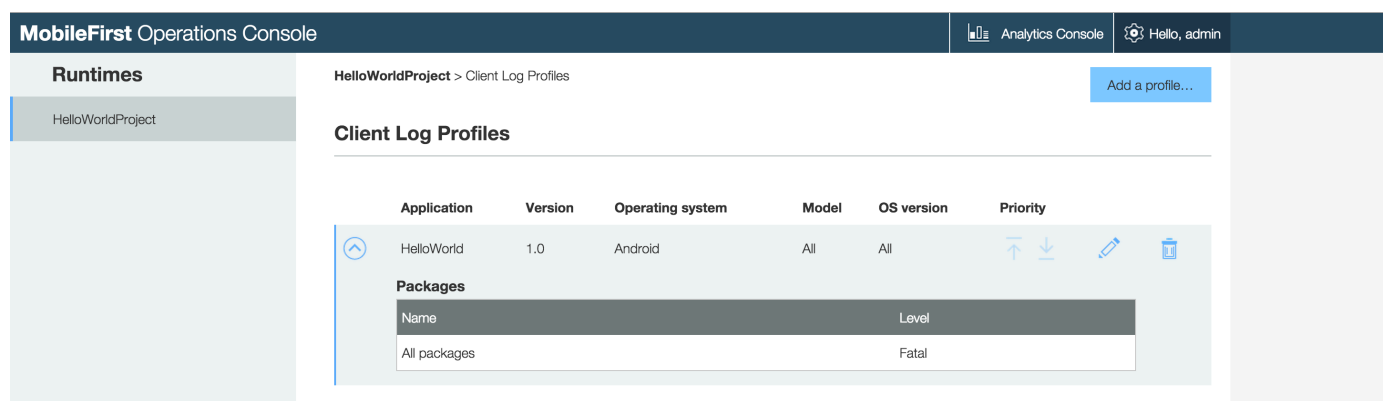 MobileFirst Operations Console Analytics Console Hello, admin
Runtimes
HelloWorldProject
HelloWorldProject > Client Log Profiles
Add a profile...
Client Log Profiles
Application Version Operating system Model OS version Priority
HelloWorld 1.0 Android All All
Packages
Name Level
All packages Fatal